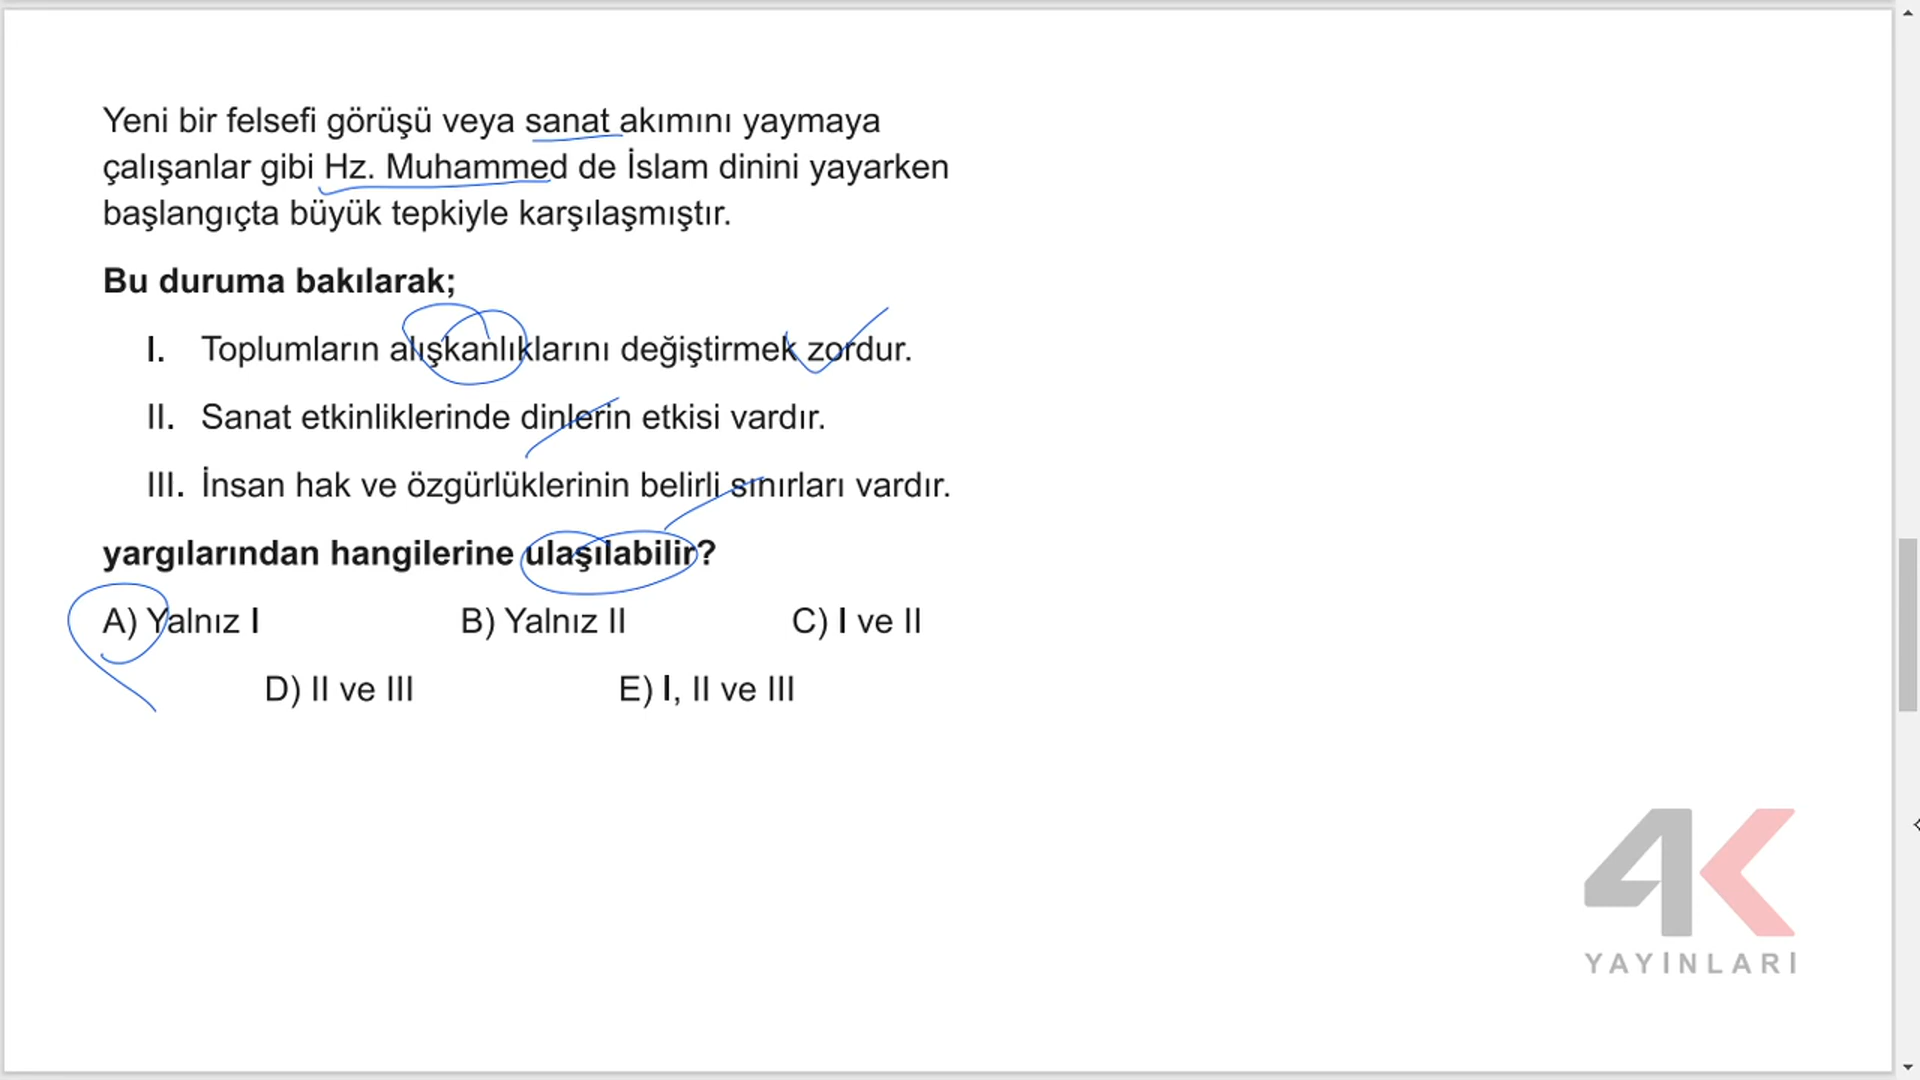 Yeni bir felsefi görüşü veya sanat akımını yaymaya
çalışanlar gibi Hz. Muhammed de İslam dinini yayarken
başlangıçta büyük tepkiyle karşılaşmıştır.
Bu duruma bakılarak;
I. Toplumların alışkanlıklarını değiştirmek zordur.
II. Sanat etkinliklerinde dinlerin etkisi vardır.
III. İnsan hak ve özgürlüklerinin belirli sınırları vardır.
yargılarından hangilerine ulaşılabilir?
A) Yalnız I B) Yalnız II C) I ve II
D) II ve III E) I, II ve III
4K
YAYINLARI